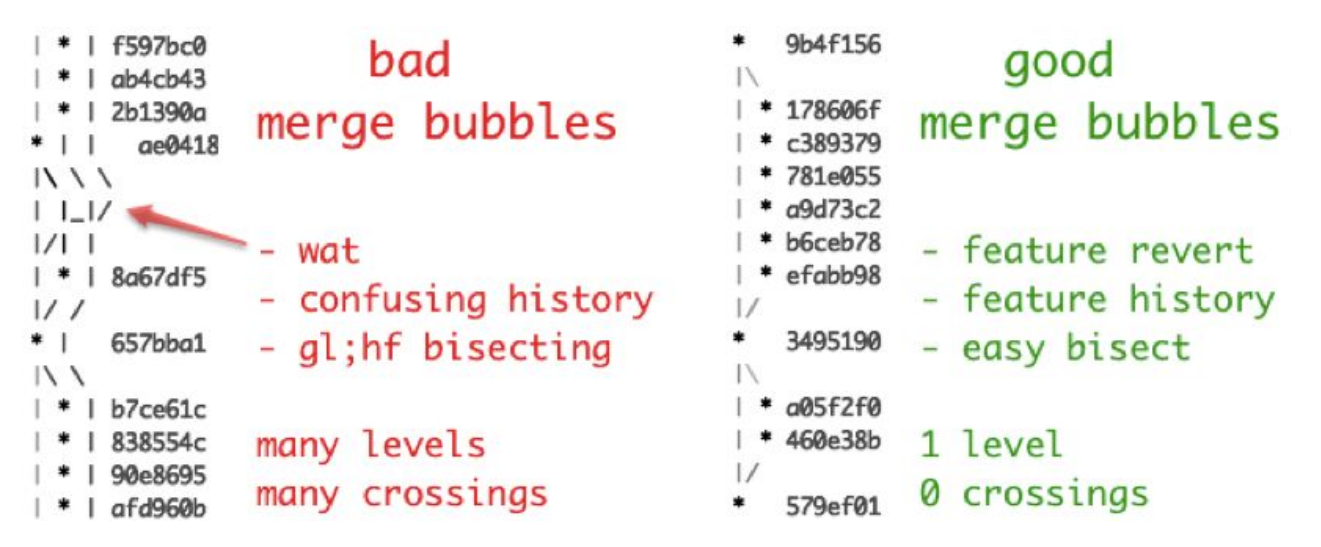 | * | f597bc0
| * | ab4cb43
| * | 2b1390a
* | |   ae0418
|\ \ \
| |_|/
|/| |
| * | 8a67df5
|/ /
* |   657bba1
|\ \
| * | b7ce61c
| * | 838554c
| * | 90e8695
| * | afd960b
bad
merge bubbles
- wat
- confusing history
- gl;hf bisecting
many levels
many crossings
*   9b4f156
|\
| * 178606f
| * c389379
| * 781e055
| * a9d73c2
| * b6ceb78
| * efabb98
|/
*   3495190
|\
| * a05f2f0
| * 460e38b
|/
*   579ef01
good
merge bubbles
- feature revert
- feature history
- easy bisect
1 level
0 crossings